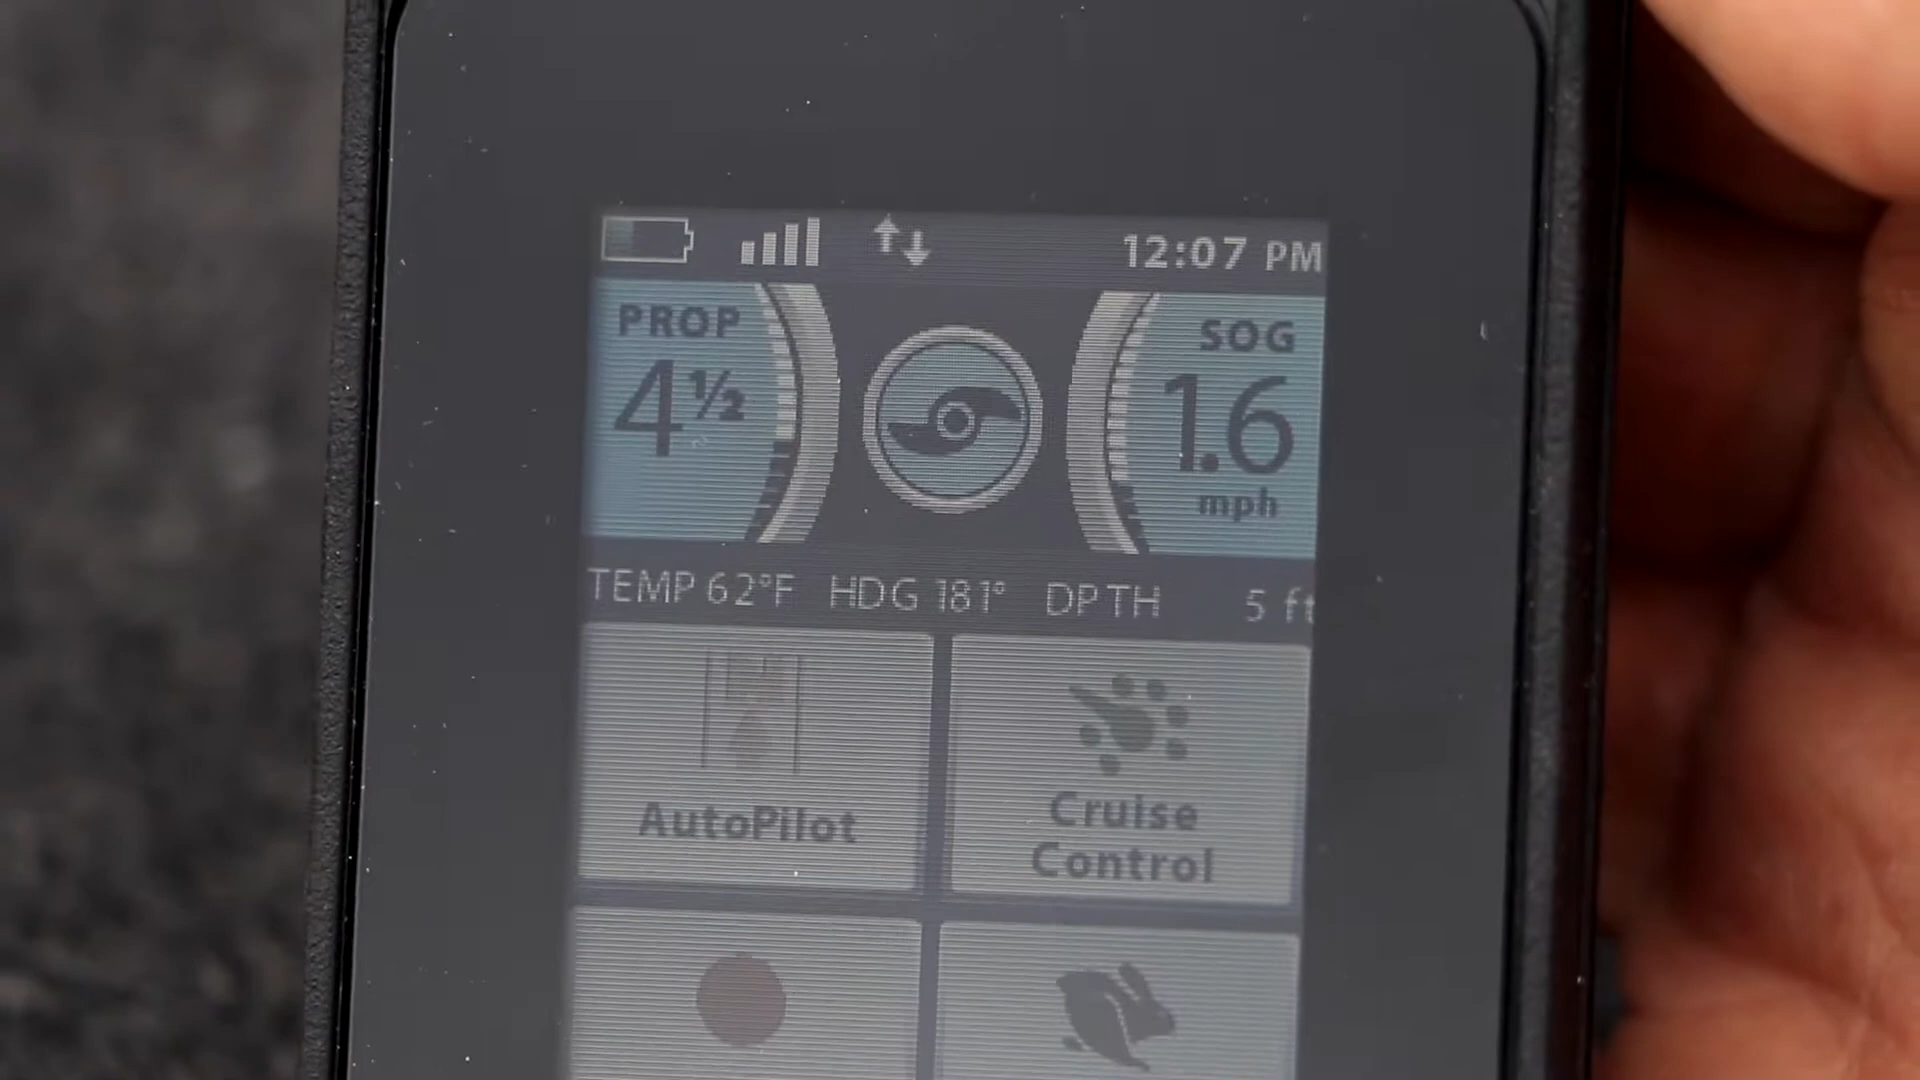 12:07 PM
PROP
4½
SOG
1.6
mph
TEMP 62°F HDG 181° DPTH 5 ft
AutoPilot
Cruise
Control